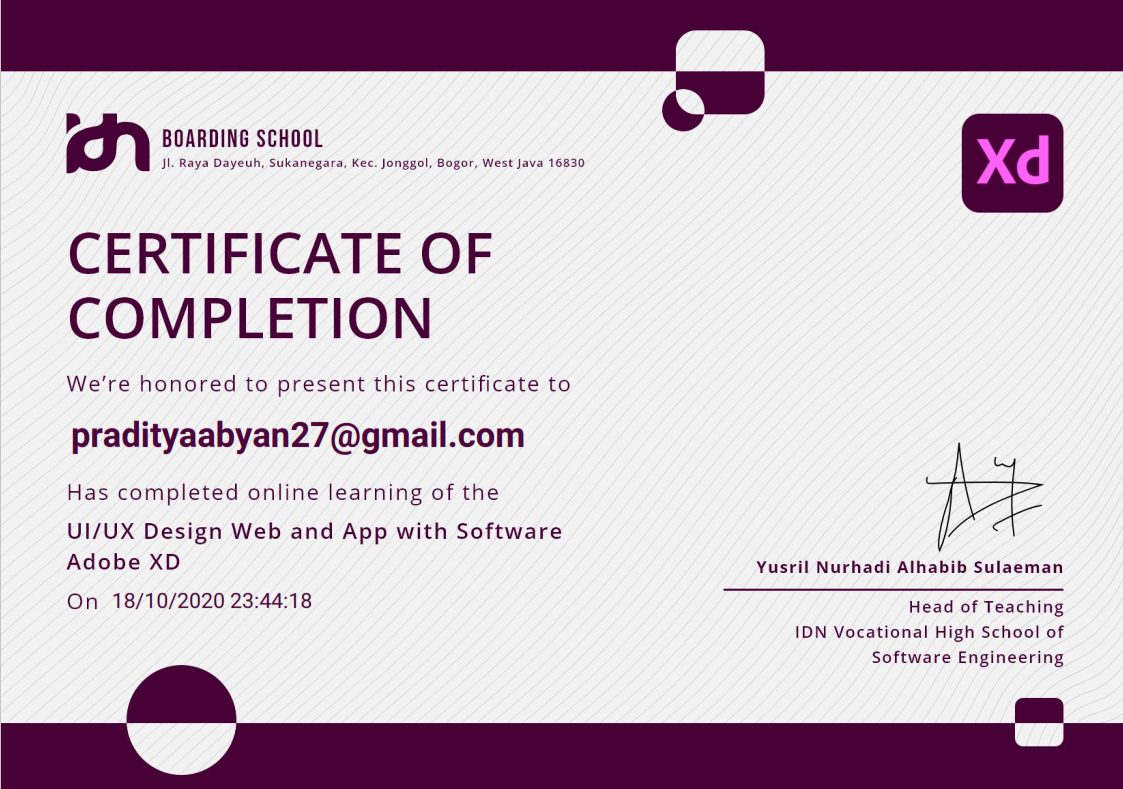 idn
BOARDING SCHOOL
Jl. Raya Dayeuh, Sukanegara, Kec. Jonggol, Bogor, West Java 16830
Xd
CERTIFICATE OF
COMPLETION
We’re honored to present this certificate to
pradityaabyan27@gmail.com
Has completed online learning of the
UI/UX Design Web and App with Software
Adobe XD
On 18/10/2020 23:44:18
Yusril Nurhadi Alhabib Sulaeman
Head of Teaching
IDN Vocational High School of
Software Engineering